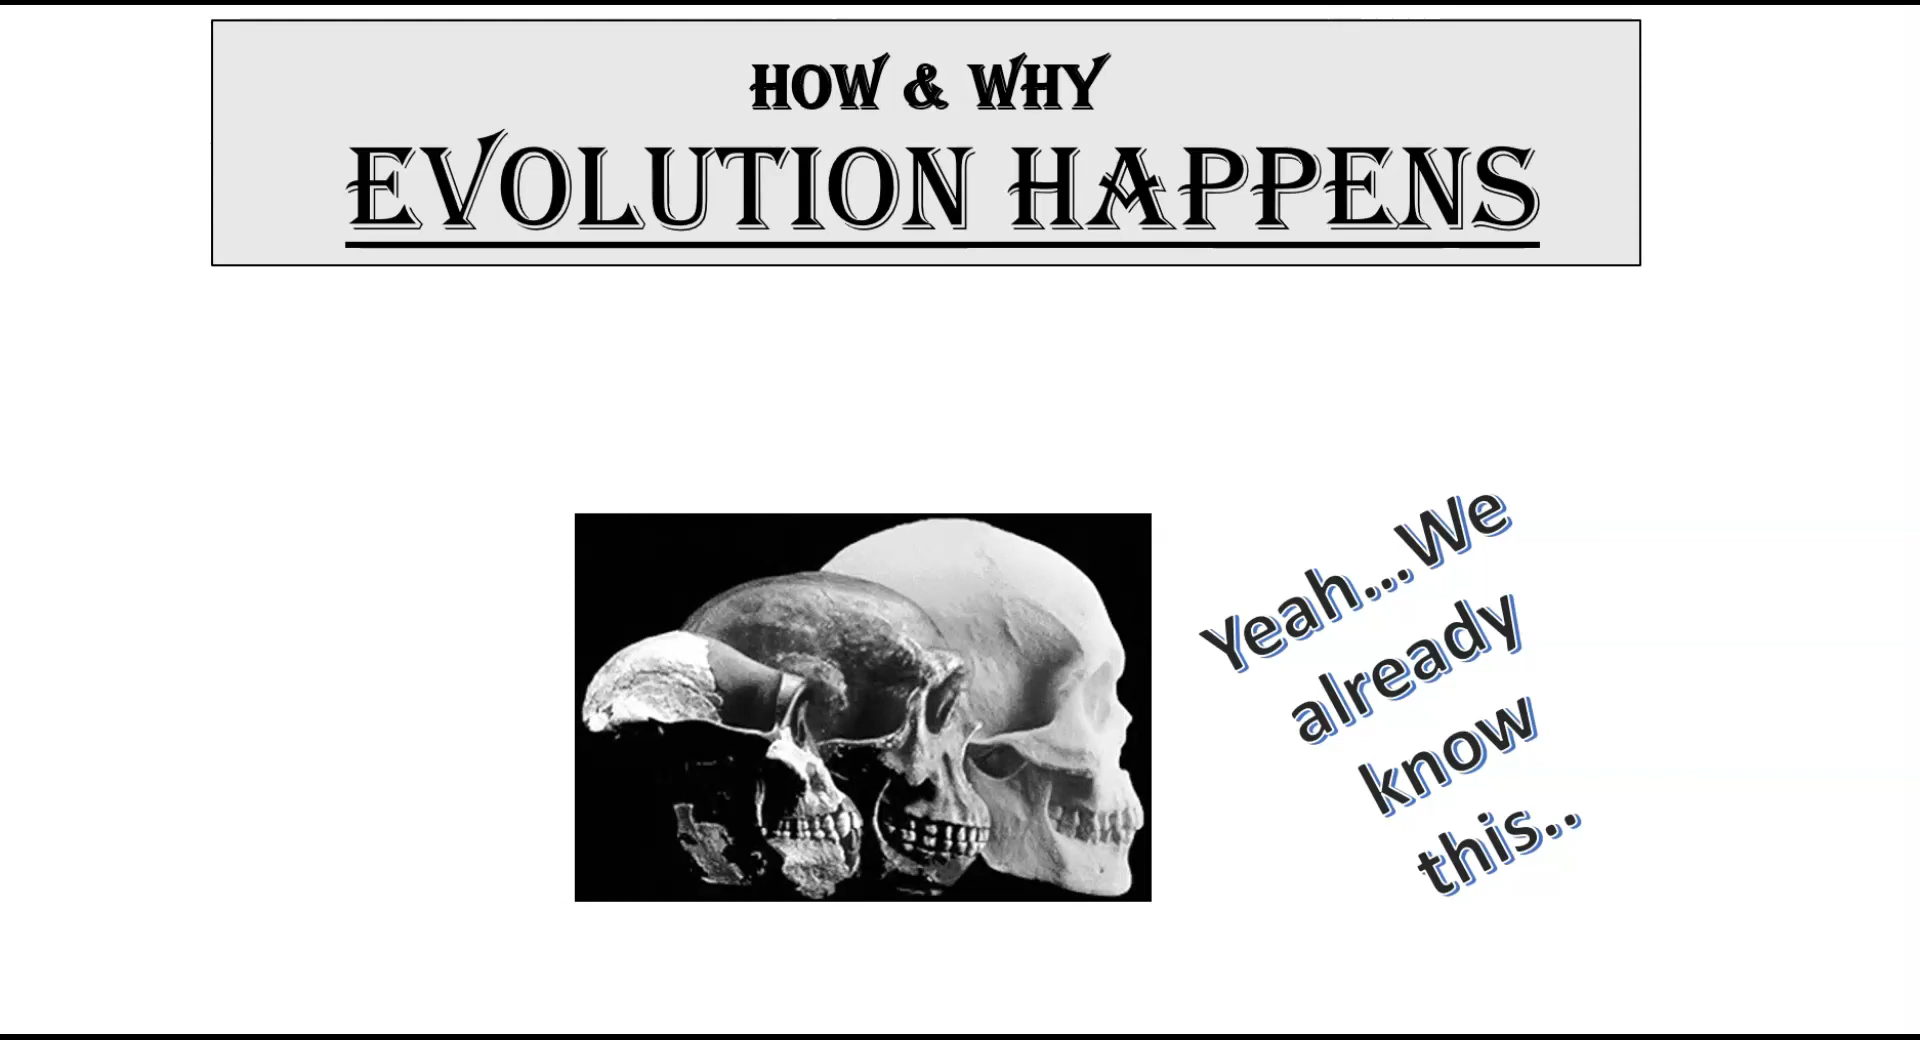 HOW & WHY
EVOLUTION HAPPENS
Yeah...We
already
know
this..